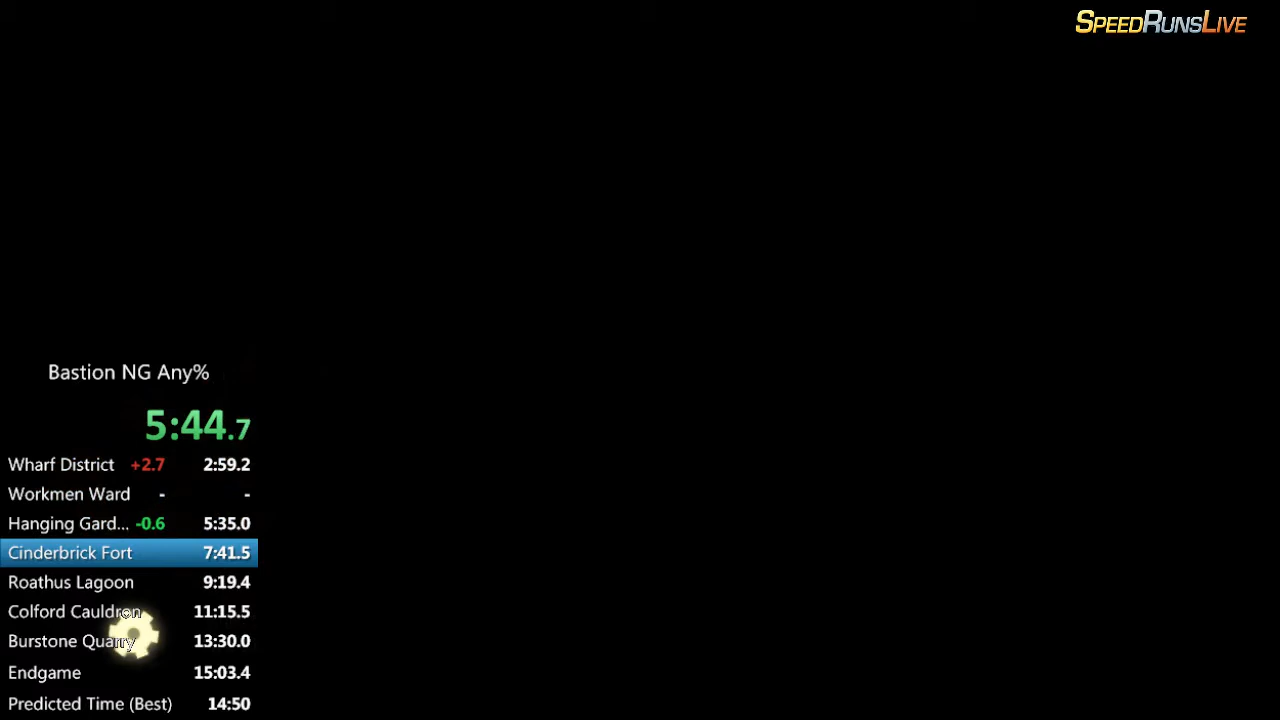 SPEEDRUNSLIVE
Bastion NG Any%
5:44.7
Wharf District +2.7 2:59.2
Workmen Ward - -
Hanging Gard... -0.6 5:35.0
Cinderbrick Fort 7:41.5
Roathus Lagoon 9:19.4
Colford Cauldron 11:15.5
Burstone Quarry 13:30.0
Endgame 15:03.4
Predicted Time (Best) 14:50